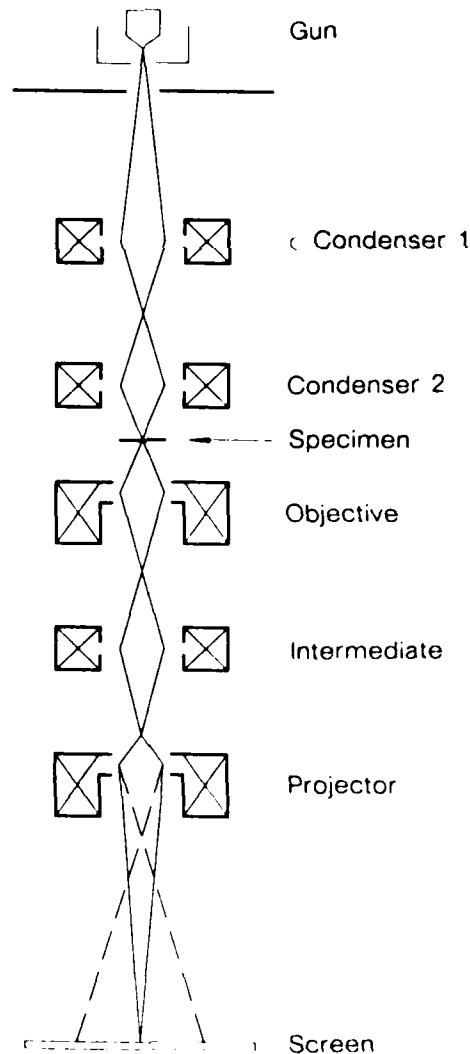 Gun
Condenser 1
Condenser 2
Specimen
Objective
Intermediate
Projector
Screen